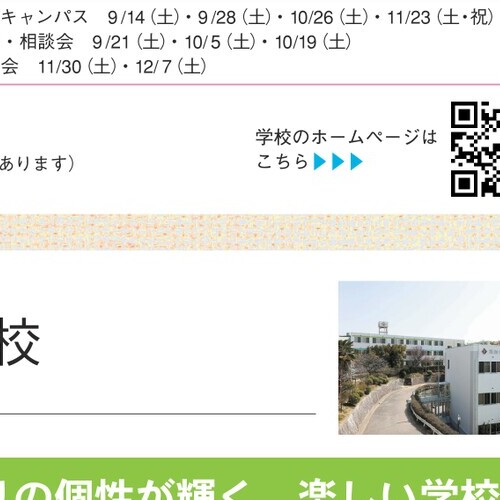 キャンパス 9/14（土）・9/28（土）・10/26（土）・11/23（土・祝）
・相談会 9/21（土）・10/5（土）・10/19（土）
会 11/30（土）・12/7（土）
学校のホームページは
こちら▶▶▶
あります）
校
の個性が輝く、楽しい学校